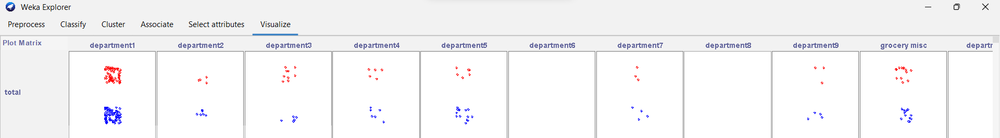 Weka Explorer
Preprocess Classify Cluster Associate Select attributes Visualize
Plot Matrix
department1 department2 department3 department4 department5 department6 department7 department8 department9 grocery misc departr
total